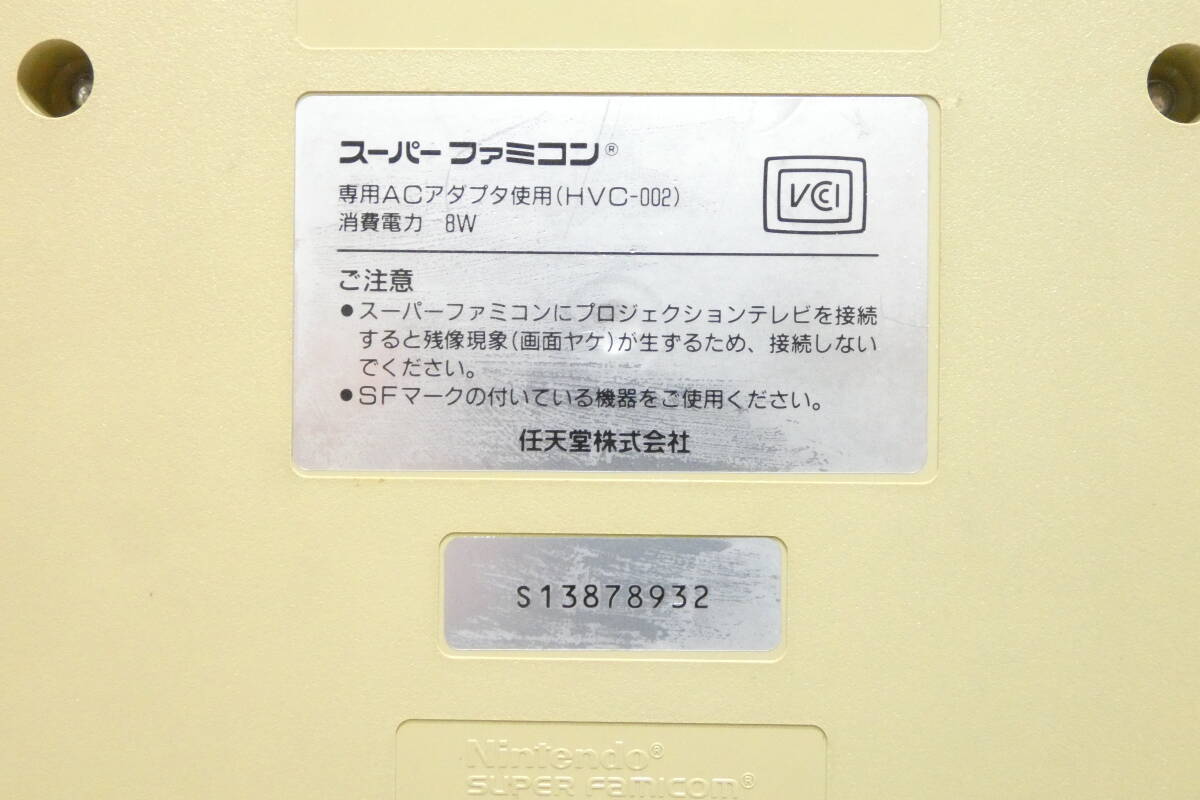 スーパーファミコン®
専用ACアダプタ使用(HVC-002)
消費電力 8W
VCCI
ご注意
●スーパーファミコンにプロジェクションテレビを接続
すると残像現象(画面ヤケ)が生ずるため、接続しない
でください。
●SFマークの付いている機器をご使用ください。
任天堂株式会社
S13878932
Nintendo®
SUPER FAMICOM®